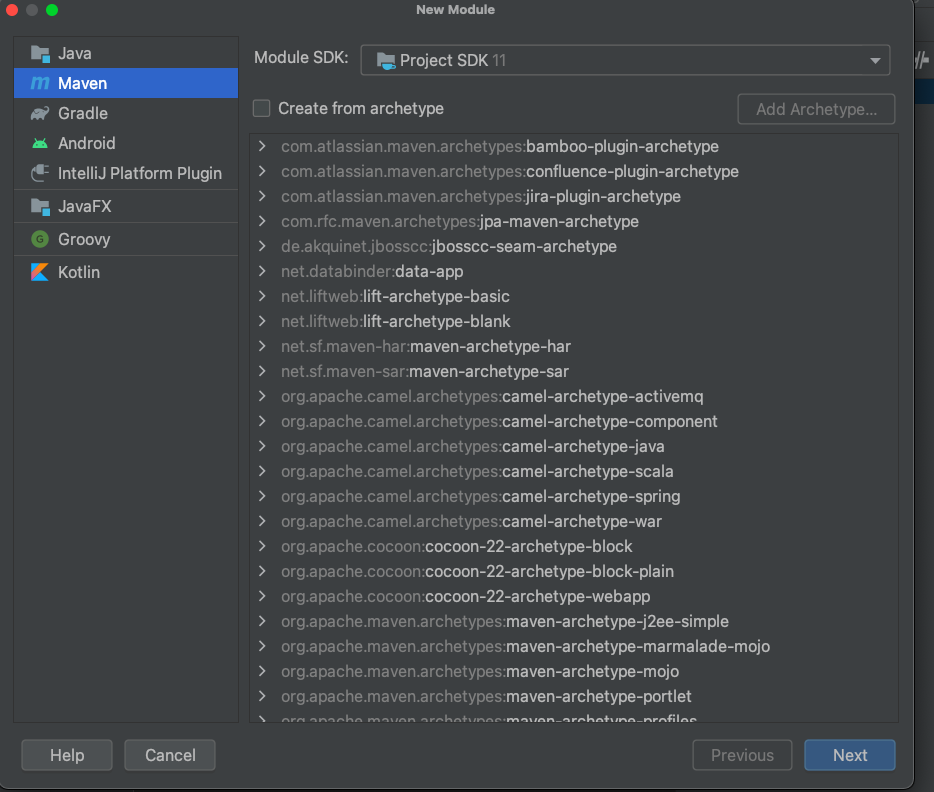 New Module
Java
Maven
Gradle
Android
IntelliJ Platform Plugin
JavaFX
Groovy
Kotlin
Module SDK: Project SDK 11
Create from archetype
Add Archetype...
com.atlassian.maven.archetypes:bamboo-plugin-archetype
com.atlassian.maven.archetypes:confluence-plugin-archetype
com.atlassian.maven.archetypes:jira-plugin-archetype
com.rfc.maven.archetypes:jpa-maven-archetype
de.akquinet.jbosscc:jbosscc-seam-archetype
net.databinder:data-app
net.liftweb:lift-archetype-basic
net.liftweb:lift-archetype-blank
net.sf.maven-har:maven-archetype-har
net.sf.maven-sar:maven-archetype-sar
org.apache.camel.archetypes:camel-archetype-activemq
org.apache.camel.archetypes:camel-archetype-component
org.apache.camel.archetypes:camel-archetype-java
org.apache.camel.archetypes:camel-archetype-scala
org.apache.camel.archetypes:camel-archetype-spring
org.apache.camel.archetypes:camel-archetype-war
org.apache.cocoon:cocoon-22-archetype-block
org.apache.cocoon:cocoon-22-archetype-block-plain
org.apache.cocoon:cocoon-22-archetype-webapp
org.apache.maven.archetypes:maven-archetype-j2ee-simple
org.apache.maven.archetypes:maven-archetype-marmalade-mojo
org.apache.maven.archetypes:maven-archetype-mojo
org.apache.maven.archetypes:maven-archetype-portlet
org.apache.maven.archetypes:maven-archetype-profiles
Help
Cancel
Previous
Next